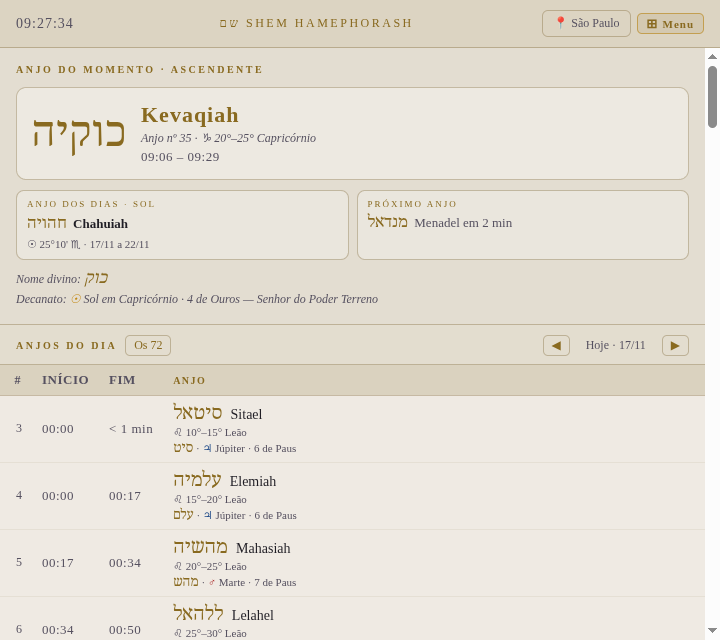 09:27:34
שם SHEM HAMEPHORASH
📍 São Paulo
⊞ Menu
ANJO DO MOMENTO · ASCENDENTE
כוקיה
Kevaqiah
Anjo nº 35 · ♑ 20°–25° Capricórnio
09:06 – 09:29
ANJO DOS DIAS · SOL
חהויה Chahuiah
☉ 25°10' ♏ · 17/11 a 22/11
PRÓXIMO ANJO
מנדאל Menadel em 2 min
Nome divino: כוק
Decanato: ☉ Sol em Capricórnio · 4 de Ouros — Senhor do Poder Terreno
ANJOS DO DIA Os 72 ◀ Hoje · 17/11 ▶
# INÍCIO FIM ANJO
3 00:00 < 1 min סיטאל Sitael
♌ 10°–15° Leão
סיט · ♃ Júpiter · 6 de Paus
4 00:00 00:17 עלמיה Elemiah
♌ 15°–20° Leão
עלם · ♃ Júpiter · 6 de Paus
5 00:17 00:34 מהשיה Mahasiah
♌ 20°–25° Leão
מהש · ♂ Marte · 7 de Paus
6 00:34 00:50 ללהאל Lelahel
♌ 25°–30° Leão